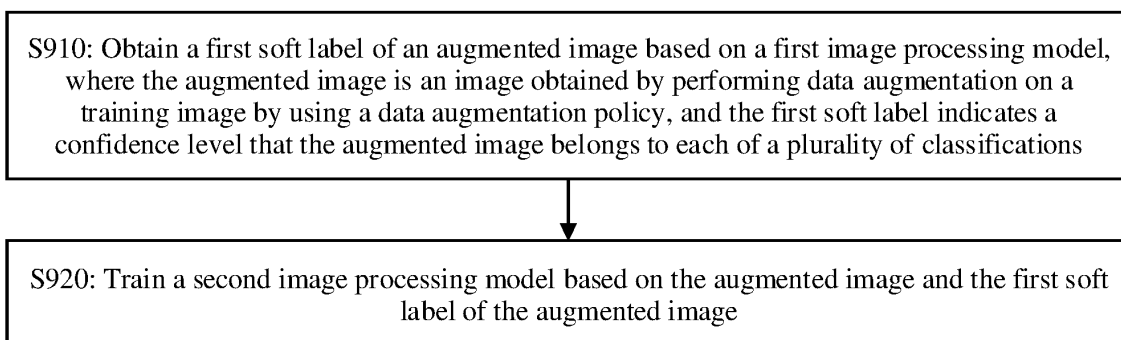 S910: Obtain a first soft label of an augmented image based on a first image processing model,
where the augmented image is an image obtained by performing data augmentation on a
training image by using a data augmentation policy, and the first soft label indicates a
confidence level that the augmented image belongs to each of a plurality of classifications
S920: Train a second image processing model based on the augmented image and the first soft
label of the augmented image